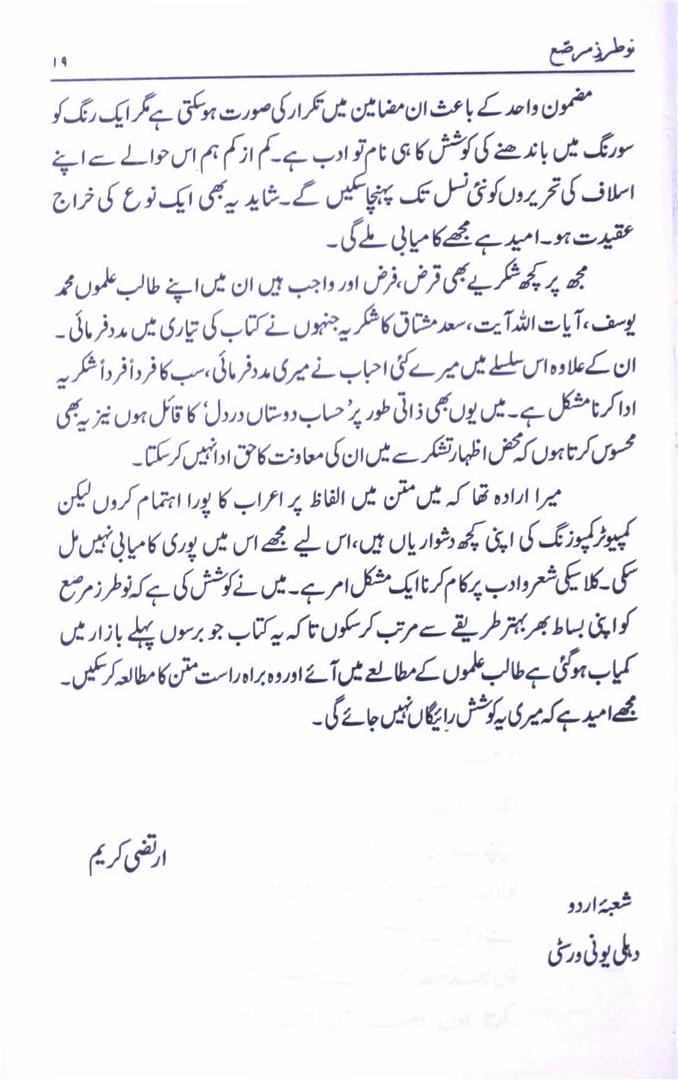 نوطرزِ مرصّع
۱۹
مضمون واحد کے باعث ان مضامین میں تکرار کی صورت ہوسکتی ہے مگر ایک رنگ کو
سورنگ میں باندھنے کی کوشش کا ہی نام تو ادب ہے۔ کم از کم ہم اس حوالے سے اپنے
اسلاف کی تحریروں کو نئی نسل تک پہنچا سکیں گے۔ شاید یہ بھی ایک نوع کی خراج
عقیدت ہو۔ امید ہے مجھے کامیابی ملے گی۔
مجھ پر کچھ شکریے بھی قرض، فرض اور واجب ہیں ان میں اپنے طالب علموں محمد
یوسف، آیات اللہ آیت، سعد مشتاق کا شکریہ جنہوں نے کتاب کی تیاری میں مدد فرمائی۔
ان کے علاوہ اس سلسلے میں میرے کئی احباب نے میری مدد فرمائی، سب کا فرداً فرداً شکریہ
ادا کرنا مشکل ہے۔ میں یوں بھی ذاتی طور پر ’حساب دوستاں در دل‘ کا قائل ہوں نیز یہ بھی
محسوس کرتا ہوں کہ محض اظہار تشکر سے میں ان کی معاونت کا حق ادا نہیں کرسکتا۔
میرا ارادہ تھا کہ میں متن میں الفاظ پر اعراب کا پورا اہتمام کروں لیکن
کمپیوٹر کمپوزنگ کی اپنی کچھ دشواریاں ہیں، اس لیے مجھے اس میں پوری کامیابی نہیں مل
سکی۔ کلاسیکی شعر و ادب پر کام کرنا ایک مشکل امر ہے۔ میں نے کوشش کی ہے کہ نوطرز مرصع
کو اپنی بساط بھر بہتر طریقے سے مرتب کرسکوں تاکہ یہ کتاب جو برسوں پہلے بازار میں
کمیاب ہوگئی ہے طالب علموں کے مطالعے میں آئے اور وہ براہ راست متن کا مطالعہ کرسکیں۔
مجھے امید ہے کہ میری یہ کوشش رائیگاں نہیں جائے گی۔
ارتضیٰ کریم
شعبۂ اردو
دہلی یونی ورسٹی